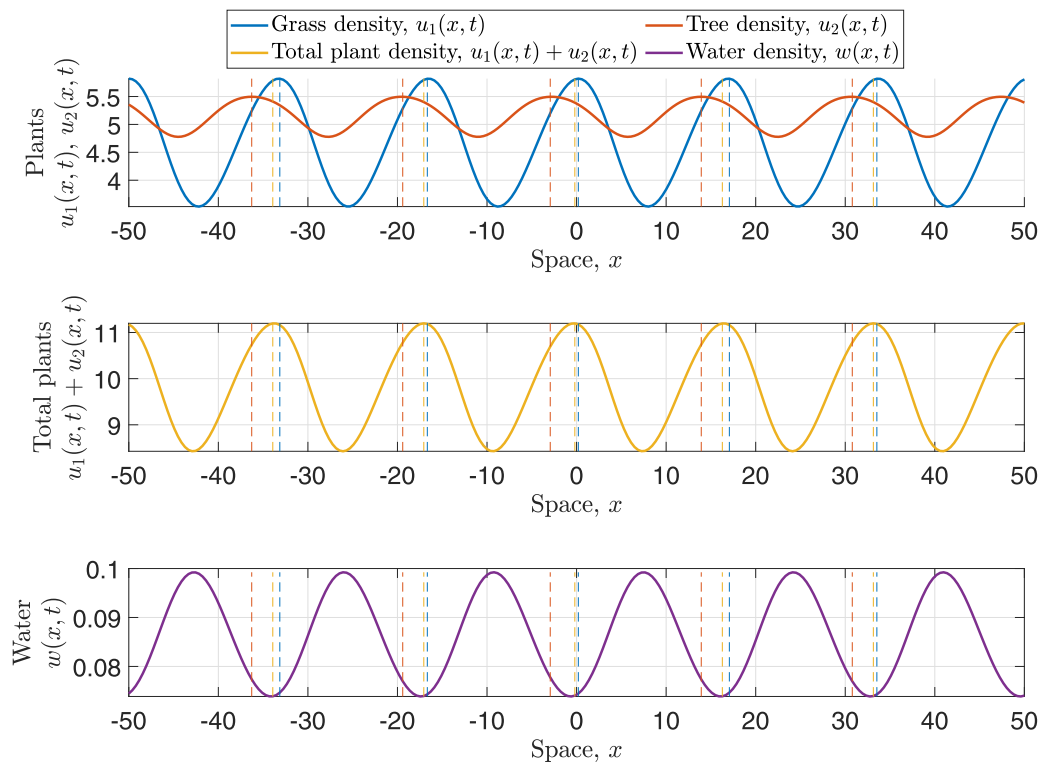 Grass density, u₁(x, t) Tree density, u₂(x, t)
Total plant density, u₁(x, t) + u₂(x, t) Water density, w(x, t)
Plants
u₁(x, t), u₂(x, t)
5.5
5
4.5
4
-50 -40 -30 -20 -10 0 10 20 30 40 50
Space, x
Total plants
u₁(x, t) + u₂(x, t)
11
10
9
-50 -40 -30 -20 -10 0 10 20 30 40 50
Space, x
Water
w(x, t)
0.1
0.09
0.08
-50 -40 -30 -20 -10 0 10 20 30 40 50
Space, x